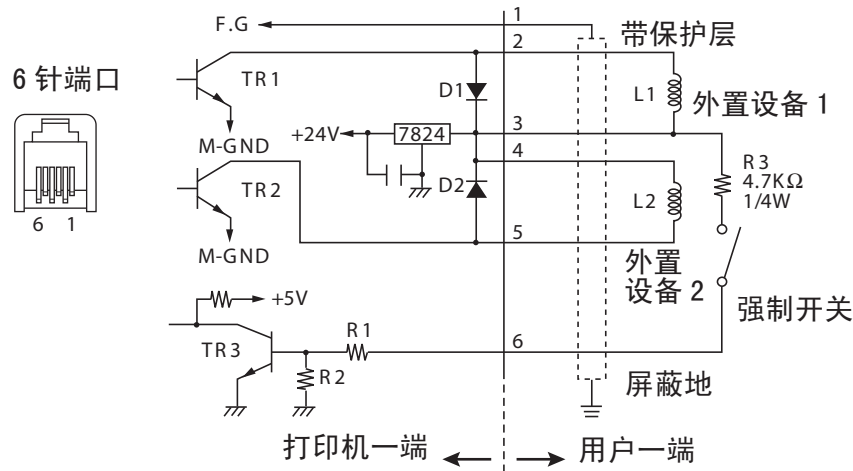 F.G
1
2
带保护层
6 针端口
TR1
D1
L1
外置设备 1
+24V
7824
3
M-GND
4
R3
4.7KΩ
1/4W
TR2
D2
L2
6 1
M-GND
5
外置
设备 2
+5V
强制开关
TR3
R1
6
R2
屏蔽地
打印机一端
用户一端